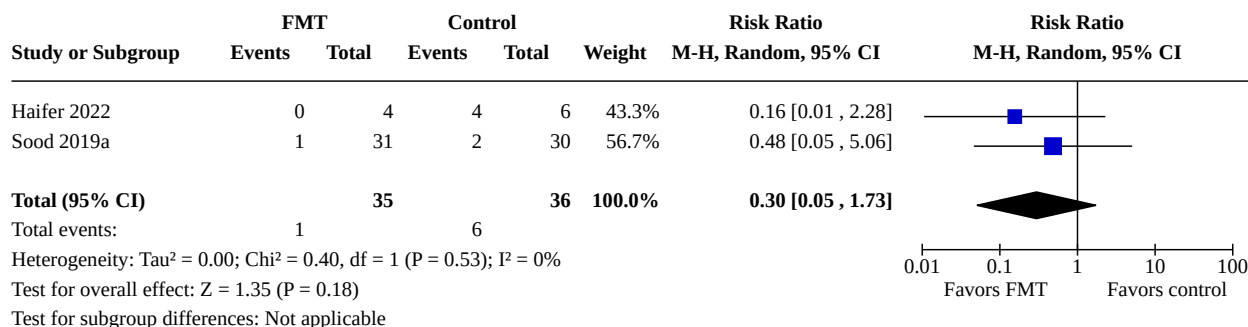 FMT Control Risk Ratio Risk Ratio
Study or Subgroup Events Total Events Total Weight M-H, Random, 95% CI M-H, Random, 95% CI
Haifer 2022 0 4 4 6 43.3% 0.16 [0.01 , 2.28]
Sood 2019a 1 31 2 30 56.7% 0.48 [0.05 , 5.06]
Total (95% CI) 35 36 100.0% 0.30 [0.05 , 1.73]
Total events: 1 6
Heterogeneity: Tau² = 0.00; Chi² = 0.40, df = 1 (P = 0.53); I² = 0%
Test for overall effect: Z = 1.35 (P = 0.18)
Test for subgroup differences: Not applicable
0.01 0.1 1 10 100
Favors FMT Favors control